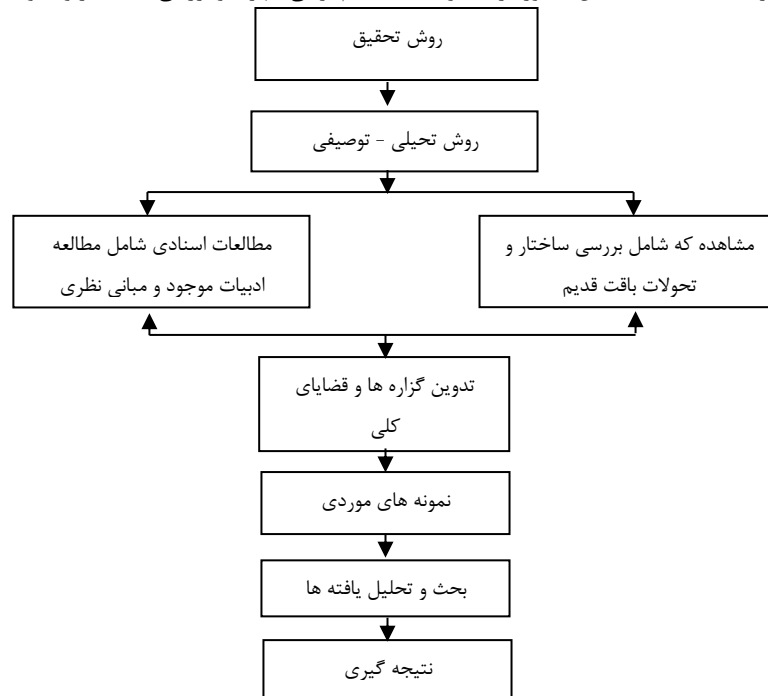 روش تحقیق
روش تحیلی - توصیفی
مشاهده که شامل بررسی ساختار و
تحولات باقت قدیم
مطالعات اسنادی شامل مطالعه
ادبیات موجود و مبانی نظری
تدوین گزاره ها و قضایای
کلی
نمونه های موردی
بحث و تحلیل یافته ها
نتیجه گیری